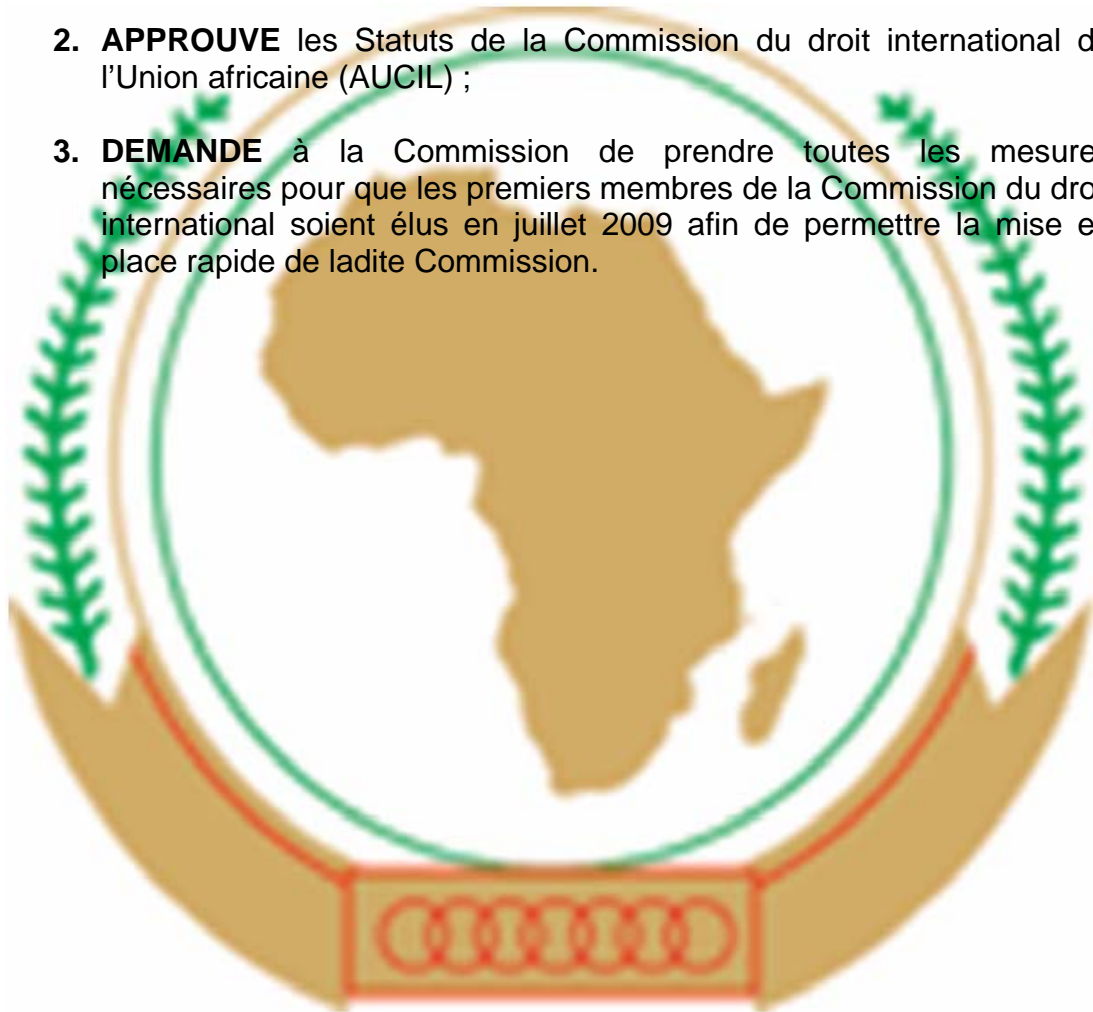 2. APPROUVE les Statuts de la Commission du droit international d
l'Union africaine (AUCIL) ;
3. DEMANDE à la Commission de prendre toutes les mesure
nécessaires pour que les premiers membres de la Commission du dro
international soient élus en juillet 2009 afin de permettre la mise e
place rapide de ladite Commission.